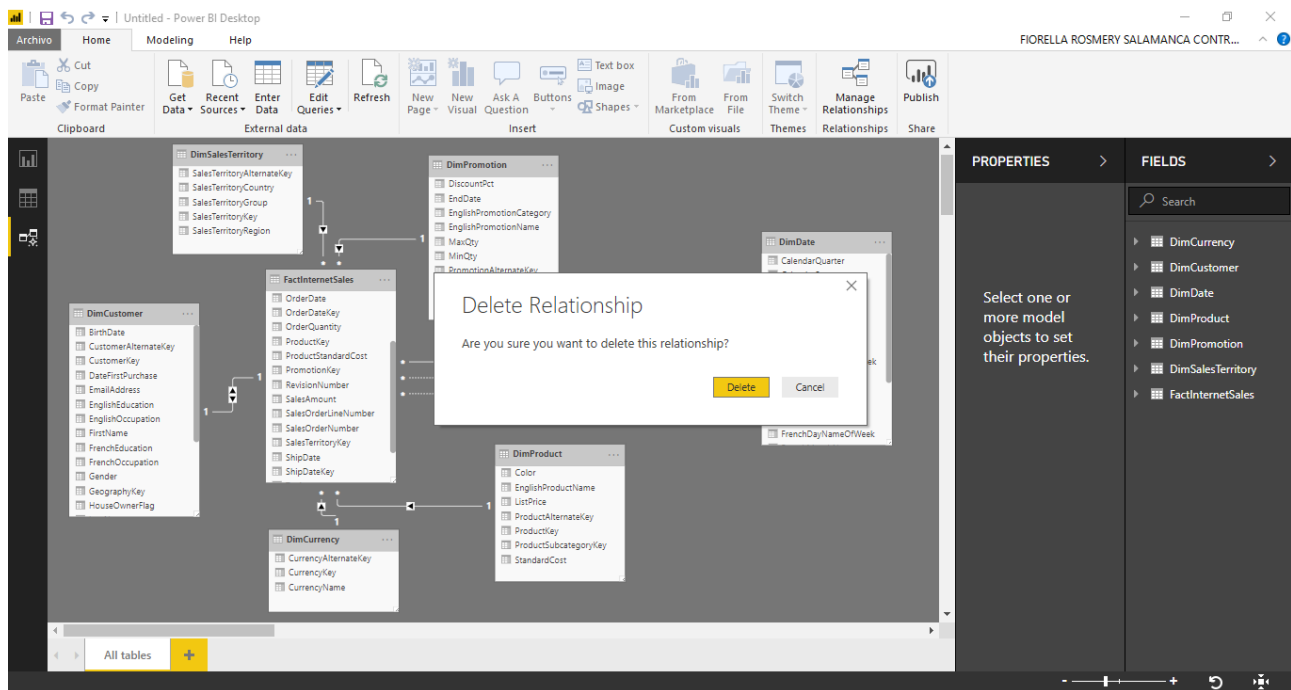 Untitled - Power BI Desktop
Archivo Home Modeling Help
FIORELLA ROSMERY SALAMANCA CONTR...
Paste
Cut
Copy
Format Painter
Clipboard
Get Data
Recent Sources
Enter Data
Edit Queries
Refresh
External data
New Page
New Visual
Ask A Question
Buttons
Text box
Image
Shapes
Insert
From Marketplace
From File
Custom visuals
Switch Theme
Themes
Manage Relationships
Relationships
Publish
Share
DimSalesTerritory
SalesTerritoryAlternateKey
SalesTerritoryCountry
SalesTerritoryGroup
SalesTerritoryKey
SalesTerritoryRegion
1
DimPromotion
DiscountPct
EndDate
EnglishPromotionCategory
EnglishPromotionName
MaxQty
MinQty
PromotionAlternateKey
1
DimDate
CalendarQuarter
ek
FrenchDayNameOfWeek
FactInternetSales
OrderDate
OrderDateKey
OrderQuantity
ProductKey
ProductStandardCost
PromotionKey
RevisionNumber
SalesAmount
SalesOrderLineNumber
SalesOrderNumber
SalesTerritoryKey
ShipDate
ShipDateKey
DimCustomer
BirthDate
CustomerAlternateKey
CustomerKey
DateFirstPurchase
EmailAddress
EnglishEducation
EnglishOccupation
FirstName
FrenchEducation
FrenchOccupation
Gender
GeographyKey
HouseOwnerFlag
1
1
Delete Relationship
Are you sure you want to delete this relationship?
Delete Cancel
DimProduct
Color
EnglishProductName
ListPrice
ProductAlternateKey
ProductKey
ProductSubcategoryKey
StandardCost
1
1
DimCurrency
CurrencyAlternateKey
CurrencyKey
CurrencyName
PROPERTIES
Select one or
more model
objects to set
their properties.
FIELDS
Search
DimCurrency
DimCustomer
DimDate
DimProduct
DimPromotion
DimSalesTerritory
FactInternetSales
All tables